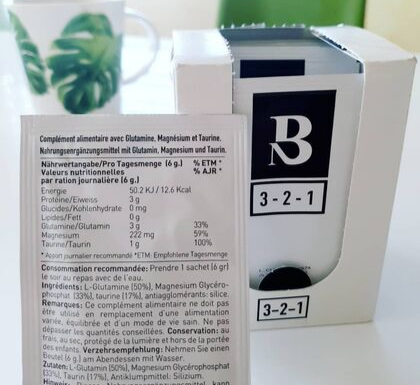 Complément alimentaire avec Glutamine, Magnésium et Taurine.
Nahrungsenrgänzungsmittel mit Glutamin, Magnesium und Taurin.
Nährwertangabe/Pro Tagesmenge (6 g.) % ETM *
Valeurs nutritionnelles % AJR *
par ration journalière (6 g.)
Energie 50.2 KJ / 12.6 Kcal
Protéine/Eiweiss 3 g
Glucides/Kohlenhydrate 0 mg
Lipides/Fett 0 g
Glutamine/Glutamin 3 g 33%
Magnesium 222 mg 59%
Taurine/Taurin 1 g 100%
* Apport journalier recommandé *ETM: Empfohlene Tagesmenge
Consommation recommandée: Prendre 1 sachet (6 gr)
le soir au repas avec de l'eau.
Ingrédients: L-Glutamine (50%), Magnesium Glycéro-
phosphat (33%), taurine (17%), antiagglomérants: silice.
Remarques: Ce complément alimentaire ne doit pas
être utilisé en remplacement d'une alimentation
variée, équilibrée et d'un mode de vie sain. Ne pas
dépasser les quantités conseillées. Conservation: au
frais, au sec, protégé de la lumière et hors de la portée
des enfants. Verzehrsempfehlung: Nehmen Sie einen
Beutel (6 g.) am Abendessen mit Wasser.
Zutaten: L-Glutamin (50%), Magnesium Glycerophosphat
(33%), Taurin (17%), Antiklumpmittel: Silizium.
B
N
3-2-1
3-2-1